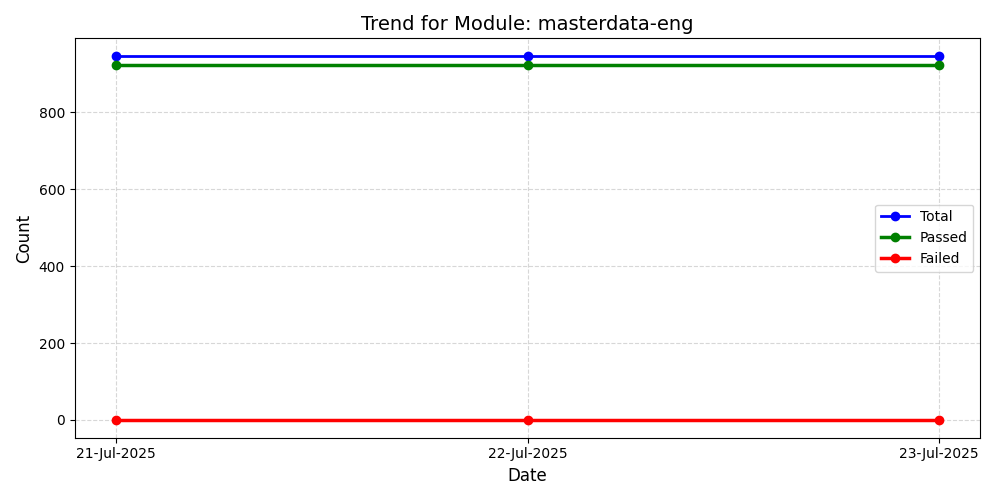 Trend for Module: masterdata-eng
Count
800
600
400
200
0
Total
Passed
Failed
21-Jul-2025
22-Jul-2025
23-Jul-2025
Date